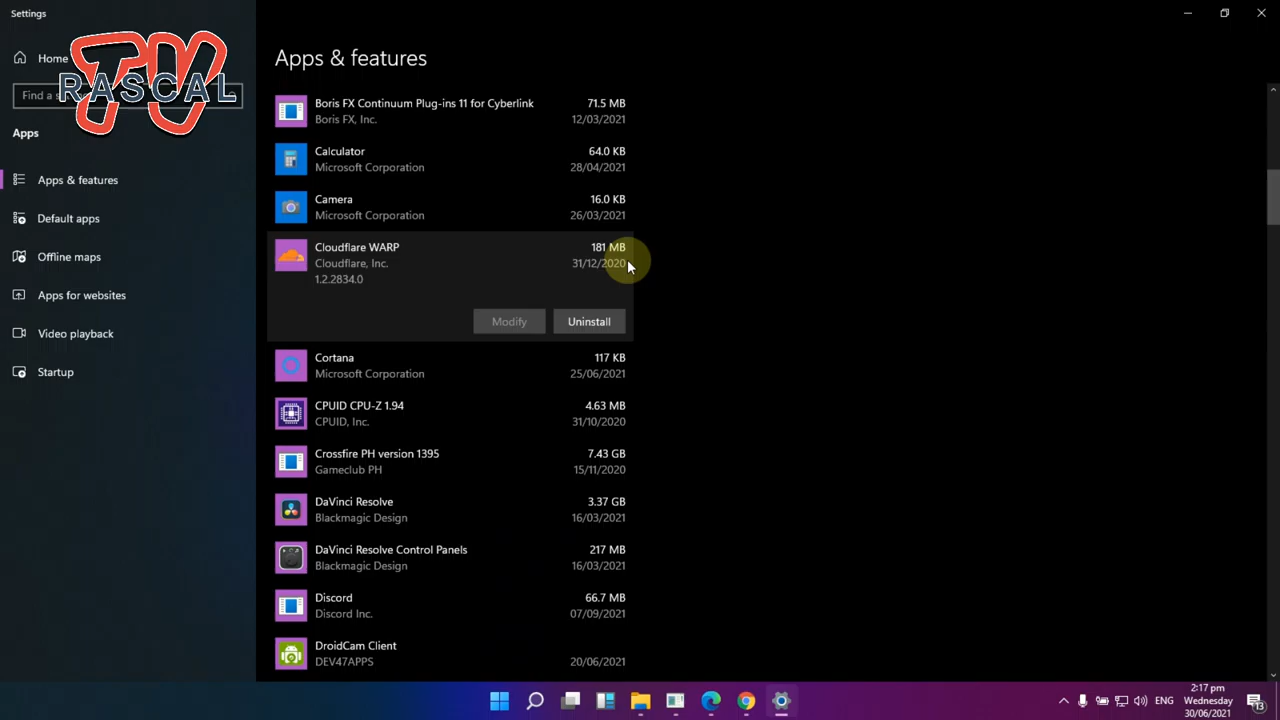 Settings
Home
TV
RASCAL
Find a s
Apps
Apps & features
Default apps
Offline maps
Apps for websites
Video playback
Startup
Apps & features
Boris FX Continuum Plug-ins 11 for Cyberlink 71.5 MB
Boris FX, Inc. 12/03/2021
Calculator 64.0 KB
Microsoft Corporation 28/04/2021
Camera 16.0 KB
Microsoft Corporation 26/03/2021
Cloudflare WARP 181 MB
Cloudflare, Inc. 31/12/2020
1.2.2834.0
Modify Uninstall
Cortana 117 KB
Microsoft Corporation 25/06/2021
CPUID CPU-Z 1.94 4.63 MB
CPUID, Inc. 31/10/2020
Crossfire PH version 1395 7.43 GB
Gameclub PH 15/11/2020
DaVinci Resolve 3.37 GB
Blackmagic Design 16/03/2021
DaVinci Resolve Control Panels 217 MB
Blackmagic Design 16/03/2021
Discord 66.7 MB
Discord Inc. 07/09/2021
DroidCam Client
DEV47APPS 20/06/2021
ENG
2:17 pm
Wednesday
30/06/2021
13